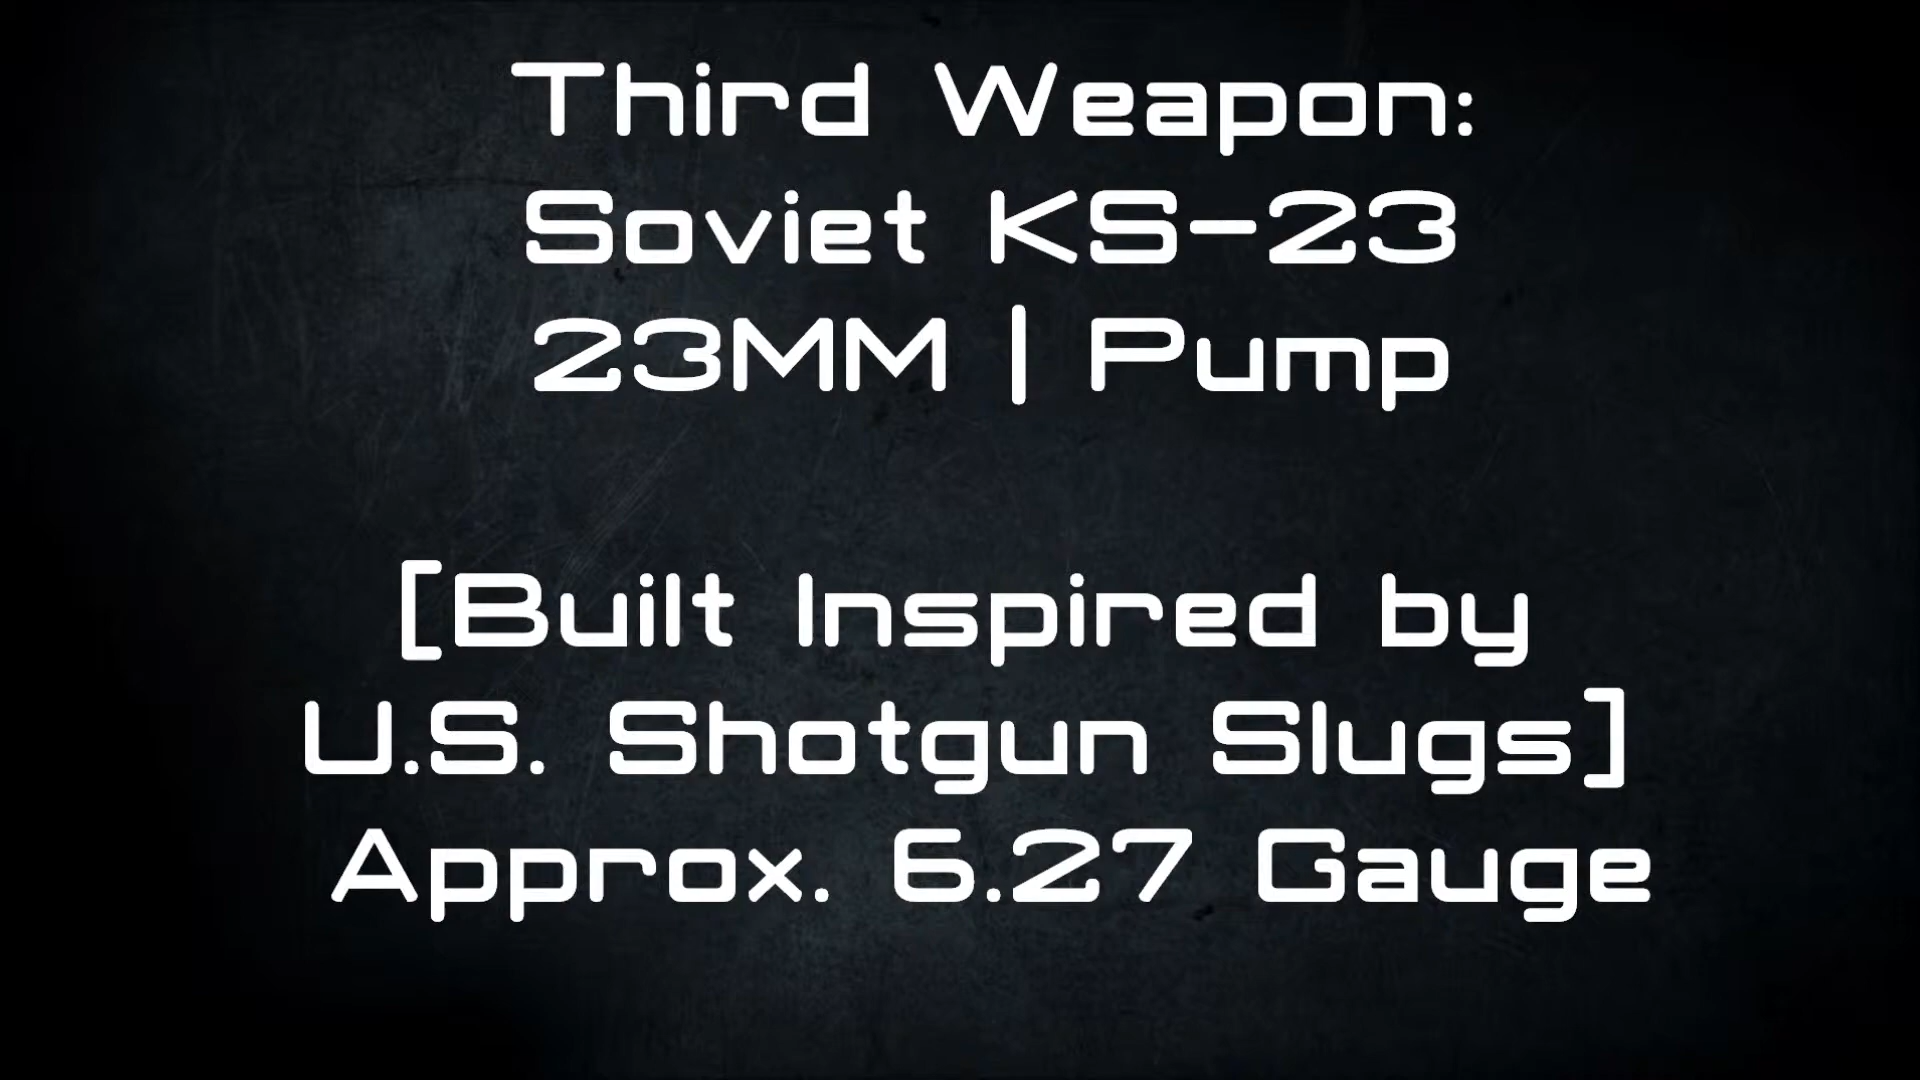 Third Weapon:
Soviet KS-23
23MM | Pump
[Built Inspired by
U.S. Shotgun Slugs]
Approx. 6.27 Gauge